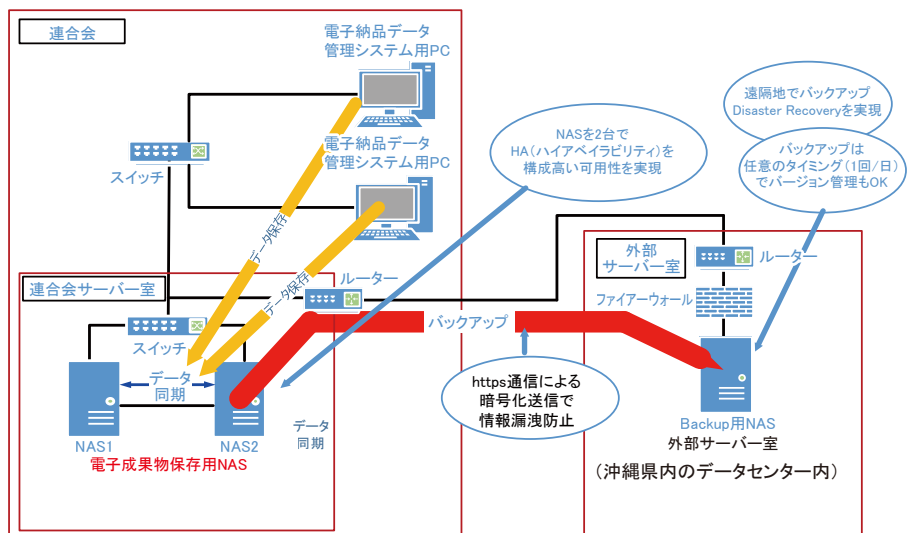 連合会
電子納品データ
管理システム用PC
電子納品データ
管理システム用PC
スイッチ
データ保存
データ保存
NASを2台で
HA(ハイアベイラビリティ)を
構成高い可用性を実現
遠隔地でバックアップ
Disaster Recoveryを実現
バックアップは
任意のタイミング(1回/日)
でバージョン管理もOK
連合会サーバー室
ルーター
スイッチ
データ
同期
NAS1
NAS2
データ
同期
電子成果物保存用NAS
バックアップ
https通信による
暗号化送信で
情報漏洩防止
外部
サーバー室
ルーター
ファイアーウォール
Backup用NAS
外部サーバー室
(沖縄県内のデータセンター内)